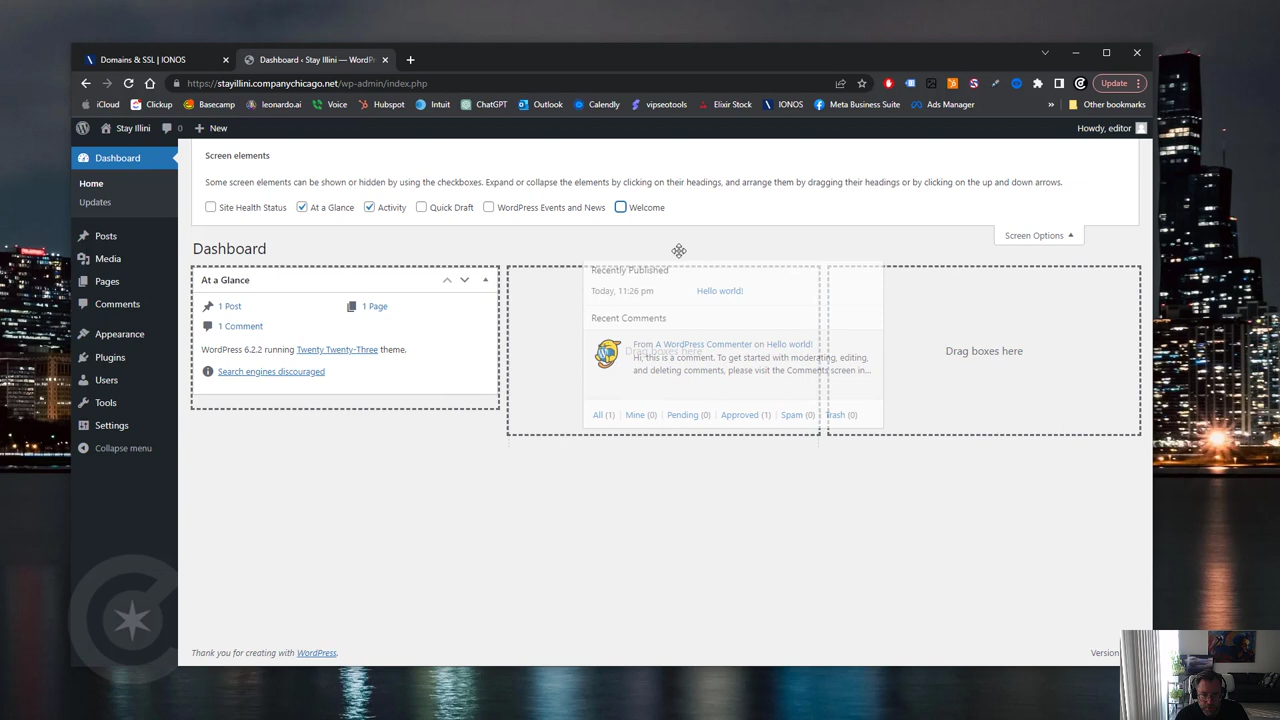 Domains & SSL | IONOS
Dashboard ‹ Stay Illini — WordPr
https://stayillini.companychicago.net/wp-admin/index.php
Update
iCloud
Clickup
Basecamp
leonardo.ai
Voice
Hubspot
Intuit
ChatGPT
Outlook
Calendly
vipseotools
Elixir Stock
IONOS
Meta Business Suite
Ads Manager
»
Other bookmarks
Stay Illini
0
New
Howdy, editor
Dashboard
Home
Updates
Posts
Media
Pages
Comments
Appearance
Plugins
Users
Tools
Settings
Collapse menu
Screen elements
Some screen elements can be shown or hidden by using the checkboxes. Expand or collapse the elements by clicking on their headings, and arrange them by dragging their headings or by clicking on the up and down arrows.
Site Health Status
At a Glance
Activity
Quick Draft
WordPress Events and News
Welcome
Screen Options
Dashboard
At a Glance
1 Post
1 Page
1 Comment
WordPress 6.2.2 running Twenty Twenty-Three theme.
Search engines discouraged
Recently Published
Today, 11:26 pm
Hello world!
Recent Comments
From A WordPress Commenter on Hello world!
Drag boxes here
Hi, this is a comment. To get started with moderating, editing,
and deleting comments, please visit the Comments screen in...
All (1) | Mine (0) | Pending (0) | Approved (1) | Spam (0) | Trash (0)
Drag boxes here
Thank you for creating with WordPress.
Version